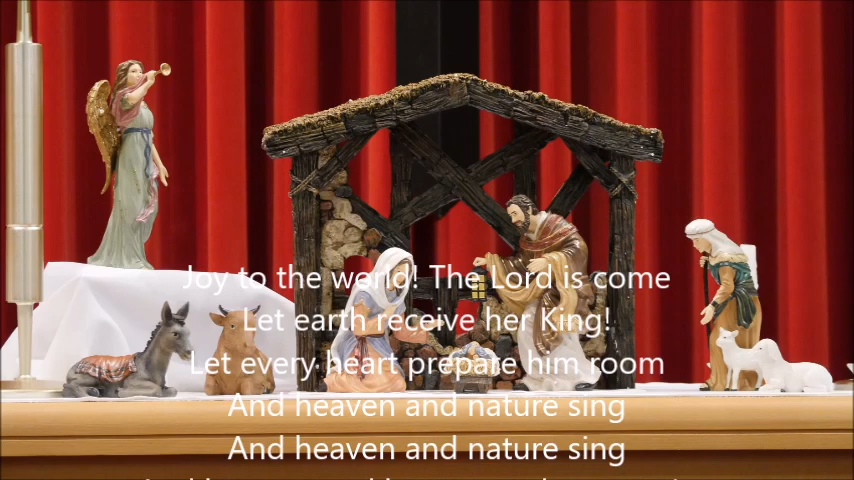 Joy to the world! The Lord is come
Let earth receive her King!
Let every heart prepare him room
And heaven and nature sing
And heaven and nature sing